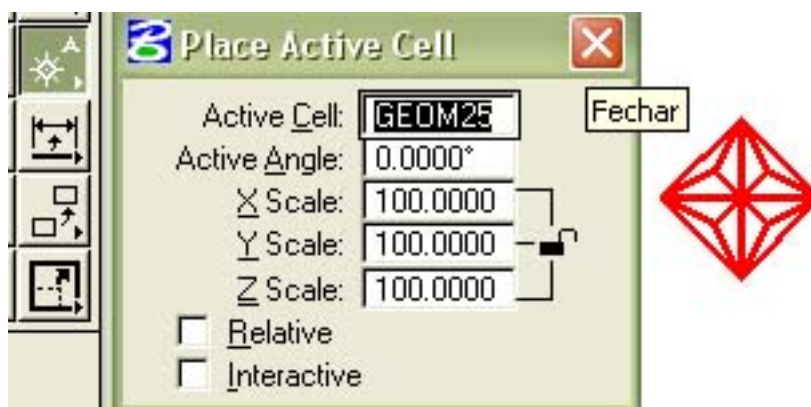 Place Active Cell
Active Cell: GEOM25
Fechar
Active Angle: 0.0000°
X Scale: 100.0000
Y Scale: 100.0000
Z Scale: 100.0000
Relative
Interactive
A